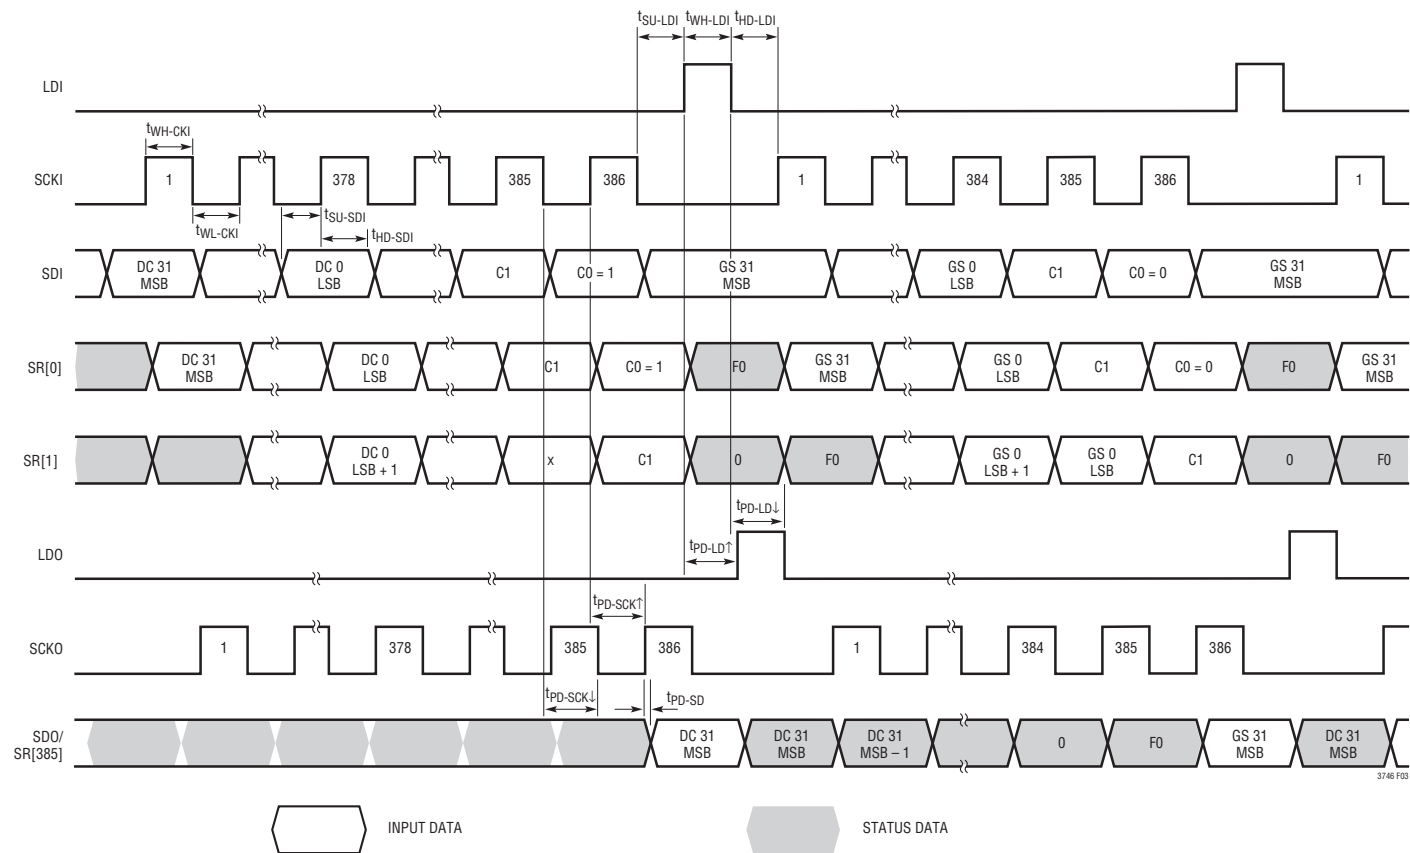 tSU-LDI tWH-LDI tHD-LDI
LDI
tWH-CKI
SCKI 1 378 385 386 1 384 385 386 1
tWL-CKI tSU-SDI
tHD-SDI
SDI
DC 31
MSB
DC 0
LSB
C1
C0 = 1
GS 31
MSB
GS 0
LSB
C1
C0 = 0
GS 31
MSB
SR[0]
DC 31
MSB
DC 0
LSB
C1
C0 = 1
F0
GS 31
MSB
GS 0
LSB
C1
C0 = 0
F0
GS 31
MSB
SR[1]
DC 0
LSB + 1
x
C1
0
F0
GS 0
LSB + 1
GS 0
LSB
C1
0
F0
tPD-LD↓
LDO
tPD-LD↑
tPD-SCK↑
SCKO 1 378 385 386 1 384 385 386
tPD-SCK↓ tPD-SD
SDO/
SR[385]
DC 31
MSB
DC 31
MSB
DC 31
MSB – 1
0
F0
GS 31
MSB
DC 31
MSB
3746 F03
INPUT DATA
STATUS DATA